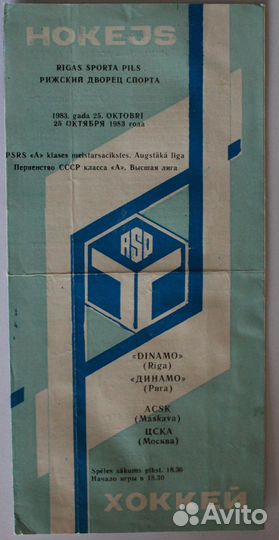 HOKEJS
RIGAS SPORTA PILS
РИЖСКИЙ ДВОРЕЦ СПОРТА
1983. gada 25. OKTOBRĪ
25 ОКТЯБРЯ 1983 года
PSRS «A» klases meistarsacīkstes. Augstākā līga
Первенство СССР класса «А». Высшая лига
RSP
«DINAMO»
(Rīga)
«ДИНАМО»
(Рига)
ACSK
(Maskava)
ЦСКА
(Москва)
Spēles sākums plkst. 18.30
Начало игры в 18.30
ХОККЕЙ
Avito